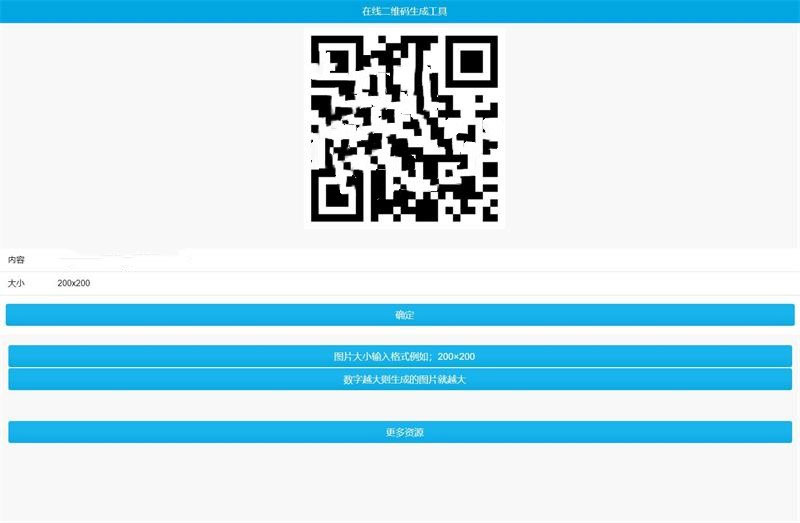 在线二维码生成工具
内容
大小 200x200
确定
图片大小输入格式例如；200×200
数字越大则生成的图片就越大
更多资源